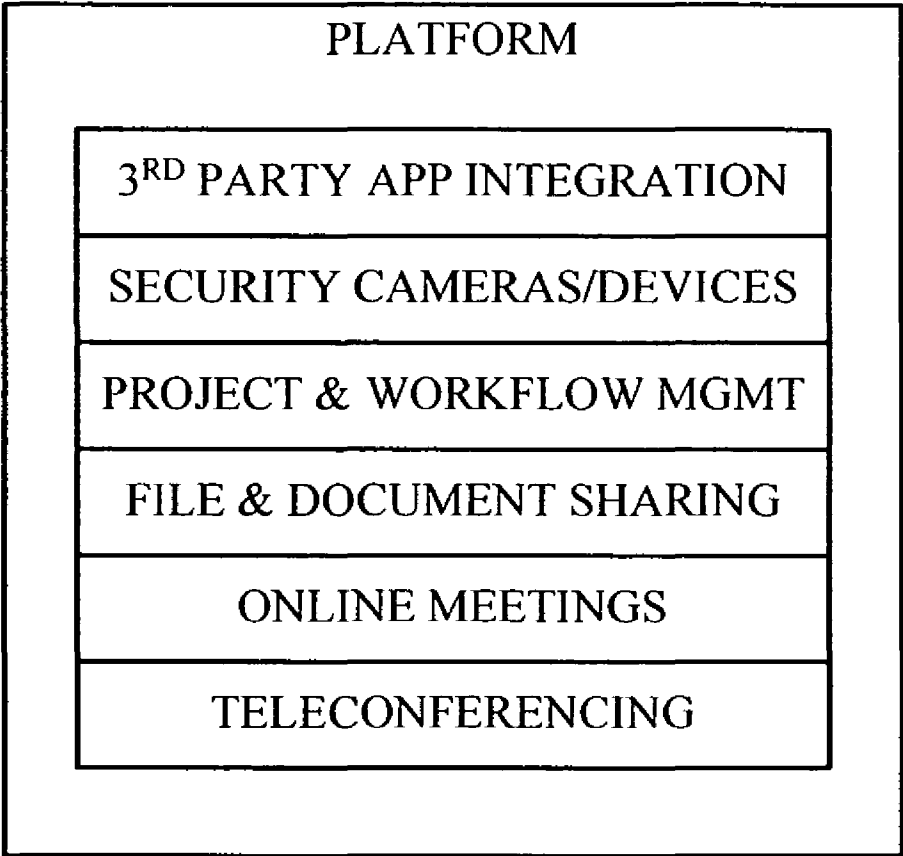 PLATFORM
3RD PARTY APP INTEGRATION
SECURITY CAMERAS/DEVICES
PROJECT & WORKFLOW MGMT
FILE & DOCUMENT SHARING
ONLINE MEETINGS
TELECONFERENCING